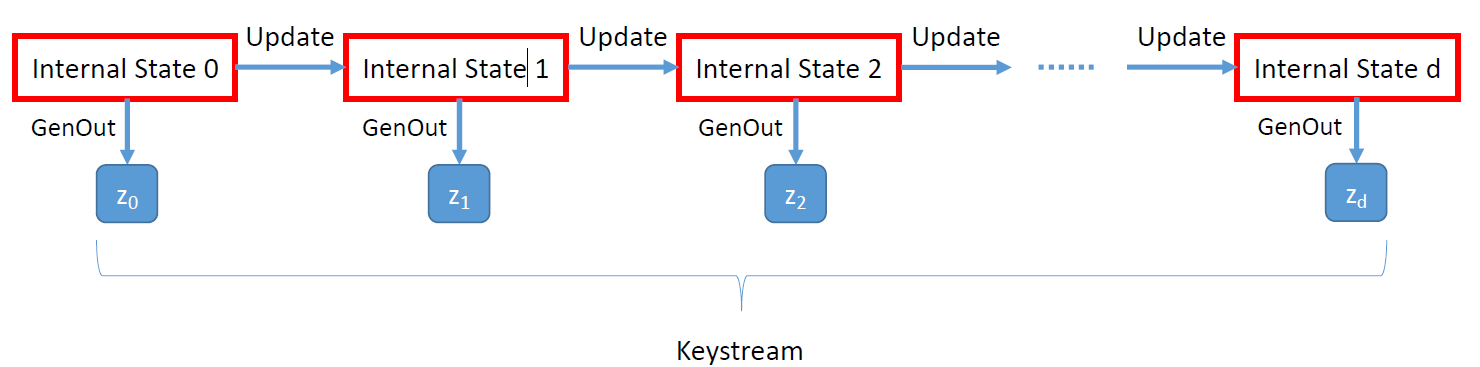 Update Update Update Update
Internal State 0 Internal State 1 Internal State 2 ...... Internal State d
GenOut GenOut GenOut GenOut
z0 z1 z2 zd
Keystream